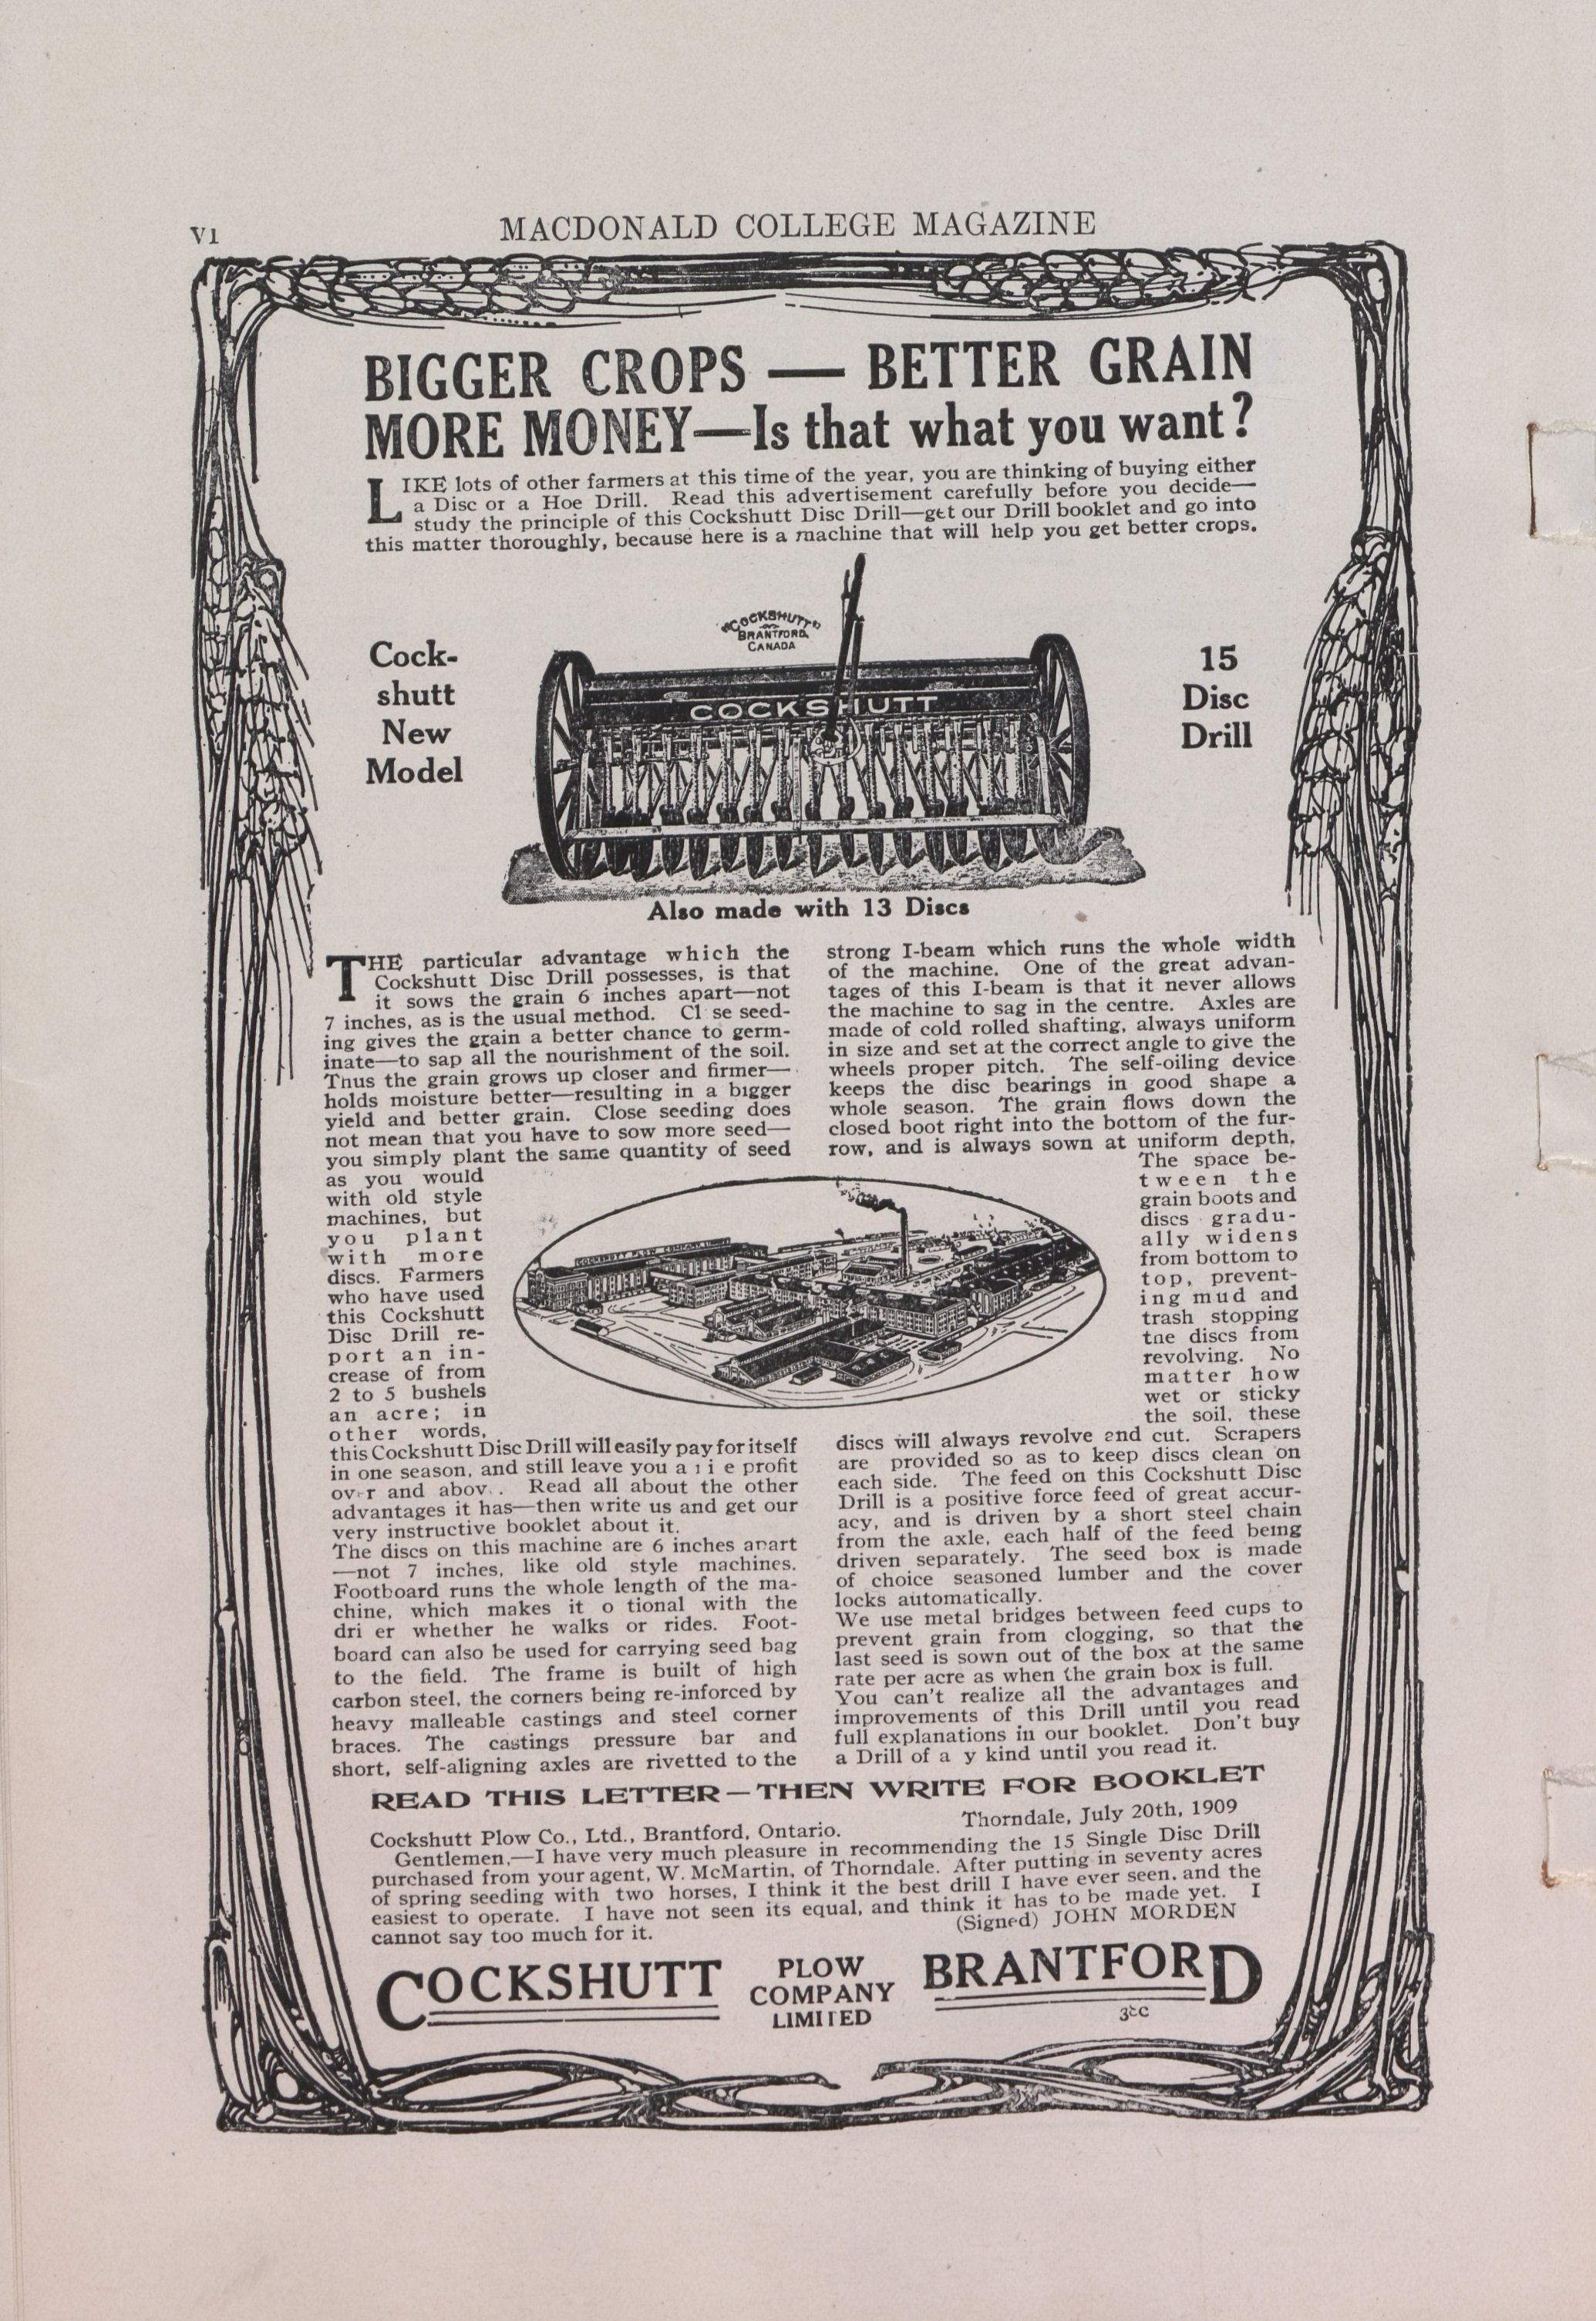 VI
MACDONALD COLLEGE MAGAZINE
BIGGER CROPS — BETTER GRAIN
MORE MONEY—Is that what you want?
LIKE lots of other farmers at this time of the year, you are thinking of buying either
a Disc or a Hoe Drill. Read this advertisement carefully before you decide—
study the principle of this Cockshutt Disc Drill—get our Drill booklet and go into
this matter thoroughly, because here is a machine that will help you get better crops.
"COCKSHUTT"
BRANTFORD,
CANADA
Cock-
shutt
New
Model
COCKSHUTT
15
Disc
Drill
Also made with 13 Discs
THE particular advantage which the
Cockshutt Disc Drill possesses, is that
it sows the grain 6 inches apart—not
7 inches, as is the usual method. Cl se seed-
ing gives the grain a better chance to germ-
inate—to sap all the nourishment of the soil.
Thus the grain grows up closer and firmer—
holds moisture better—resulting in a bigger
yield and better grain. Close seeding does
not mean that you have to sow more seed—
you simply plant the same quantity of seed
as you would
with old style
machines, but
you plant
with more
discs. Farmers
who have used
this Cockshutt
Disc Drill re-
port an in-
crease of from
2 to 5 bushels
an acre; in
other words,
this Cockshutt Disc Drill will easily pay for itself
in one season, and still leave you a profit
over and abov . Read all about the other
advantages it has—then write us and get our
very instructive booklet about it.
The discs on this machine are 6 inches apart
—not 7 inches, like old style machines.
Footboard runs the whole length of the ma-
chine, which makes it o tional with the
dri er whether he walks or rides. Foot-
board can also be used for carrying seed bag
to the field. The frame is built of high
carbon steel, the corners being re-inforced by
heavy malleable castings and steel corner
braces. The castings pressure bar and
short, self-aligning axles are rivetted to the
strong I-beam which runs the whole width
of the machine. One of the great advan-
tages of this I-beam is that it never allows
the machine to sag in the centre. Axles are
made of cold rolled shafting, always uniform
in size and set at the correct angle to give the
wheels proper pitch. The self-oiling device
keeps the disc bearings in good shape a
whole season. The grain flows down the
closed boot right into the bottom of the fur-
row, and is always sown at uniform depth.
The space be-
tween the
grain boots and
discs gradu-
ally widens
from bottom to
top, prevent-
ing mud and
trash stopping
the discs from
revolving. No
matter how
wet or sticky
the soil, these
discs will always revolve and cut. Scrapers
are provided so as to keep discs clean on
each side. The feed on this Cockshutt Disc
Drill is a positive force feed of great accur-
acy, and is driven by a short steel chain
from the axle, each half of the feed being
driven separately. The seed box is made
of choice seasoned lumber and the cover
locks automatically.
We use metal bridges between feed cups to
prevent grain from clogging, so that the
last seed is sown out of the box at the same
rate per acre as when the grain box is full.
You can't realize all the advantages and
improvements of this Drill until you read
full explanations in our booklet. Don't buy
a Drill of a y kind until you read it.
READ THIS LETTER—THEN WRITE FOR BOOKLET
Thorndale, July 20th, 1909
Cockshutt Plow Co., Ltd., Brantford, Ontario.
Gentlemen,—I have very much pleasure in recommending the 15 Single Disc Drill
purchased from your agent, W. McMartin, of Thorndale. After putting in seventy acres
of spring seeding with two horses, I think it the best drill I have ever seen, and the
easiest to operate. I have not seen its equal, and think it has to be made yet. I
cannot say too much for it.
(Signed) JOHN MORDEN
COCKSHUTT PLOW COMPANY LIMITED BRANTFORD